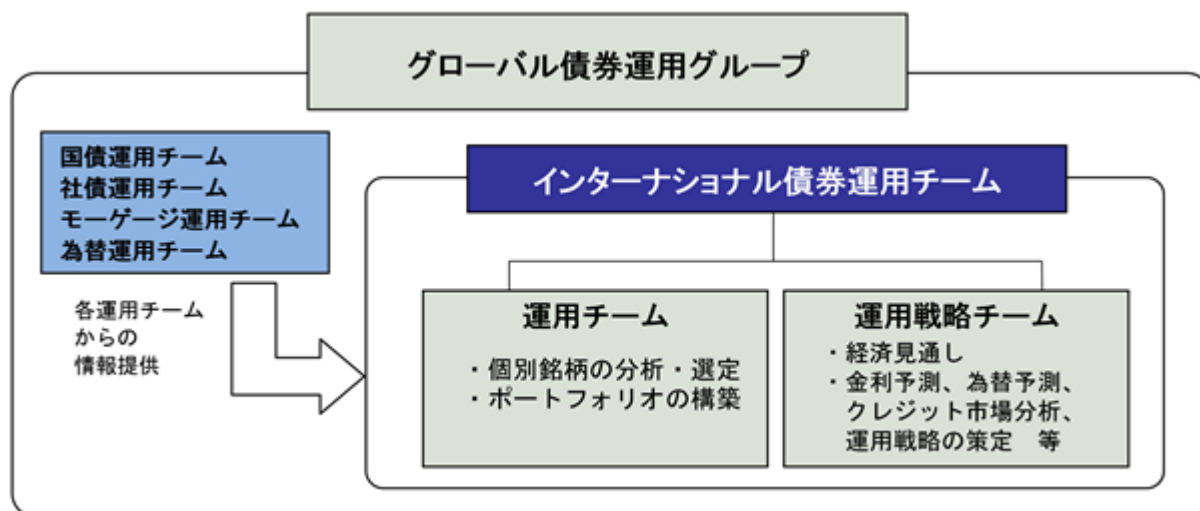 グローバル債券運用グループ
国債運用チーム
社債運用チーム
モーゲージ運用チーム
為替運用チーム
各運用チーム
からの
情報提供
インターナショナル債券運用チーム
運用チーム
・個別銘柄の分析・選定
・ポートフォリオの構築
運用戦略チーム
・経済見通し
・金利予測、為替予測、
クレジット市場分析、
運用戦略の策定　等